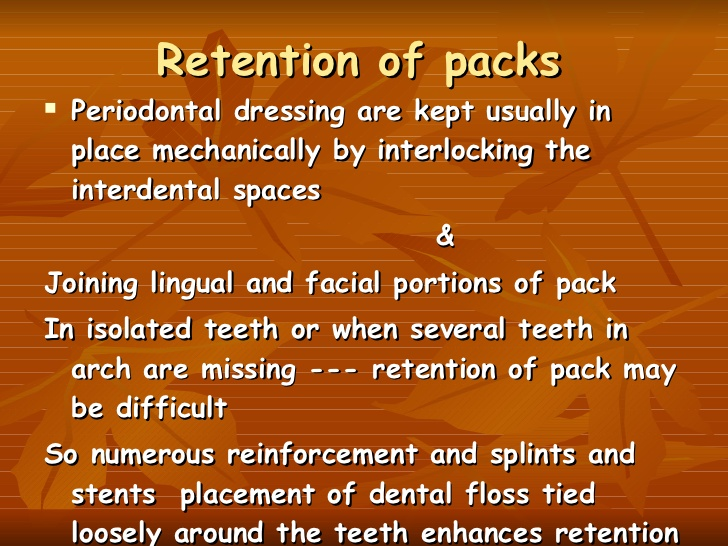 Retention of packs
Periodontal dressing are kept usually in
place mechanically by interlocking the
interdental spaces
&
Joining lingual and facial portions of pack
In isolated teeth or when several teeth in
arch are missing --- retention of pack may
be difficult
So numerous reinforcement and splints and
stents placement of dental floss tied
loosely around the teeth enhances retention